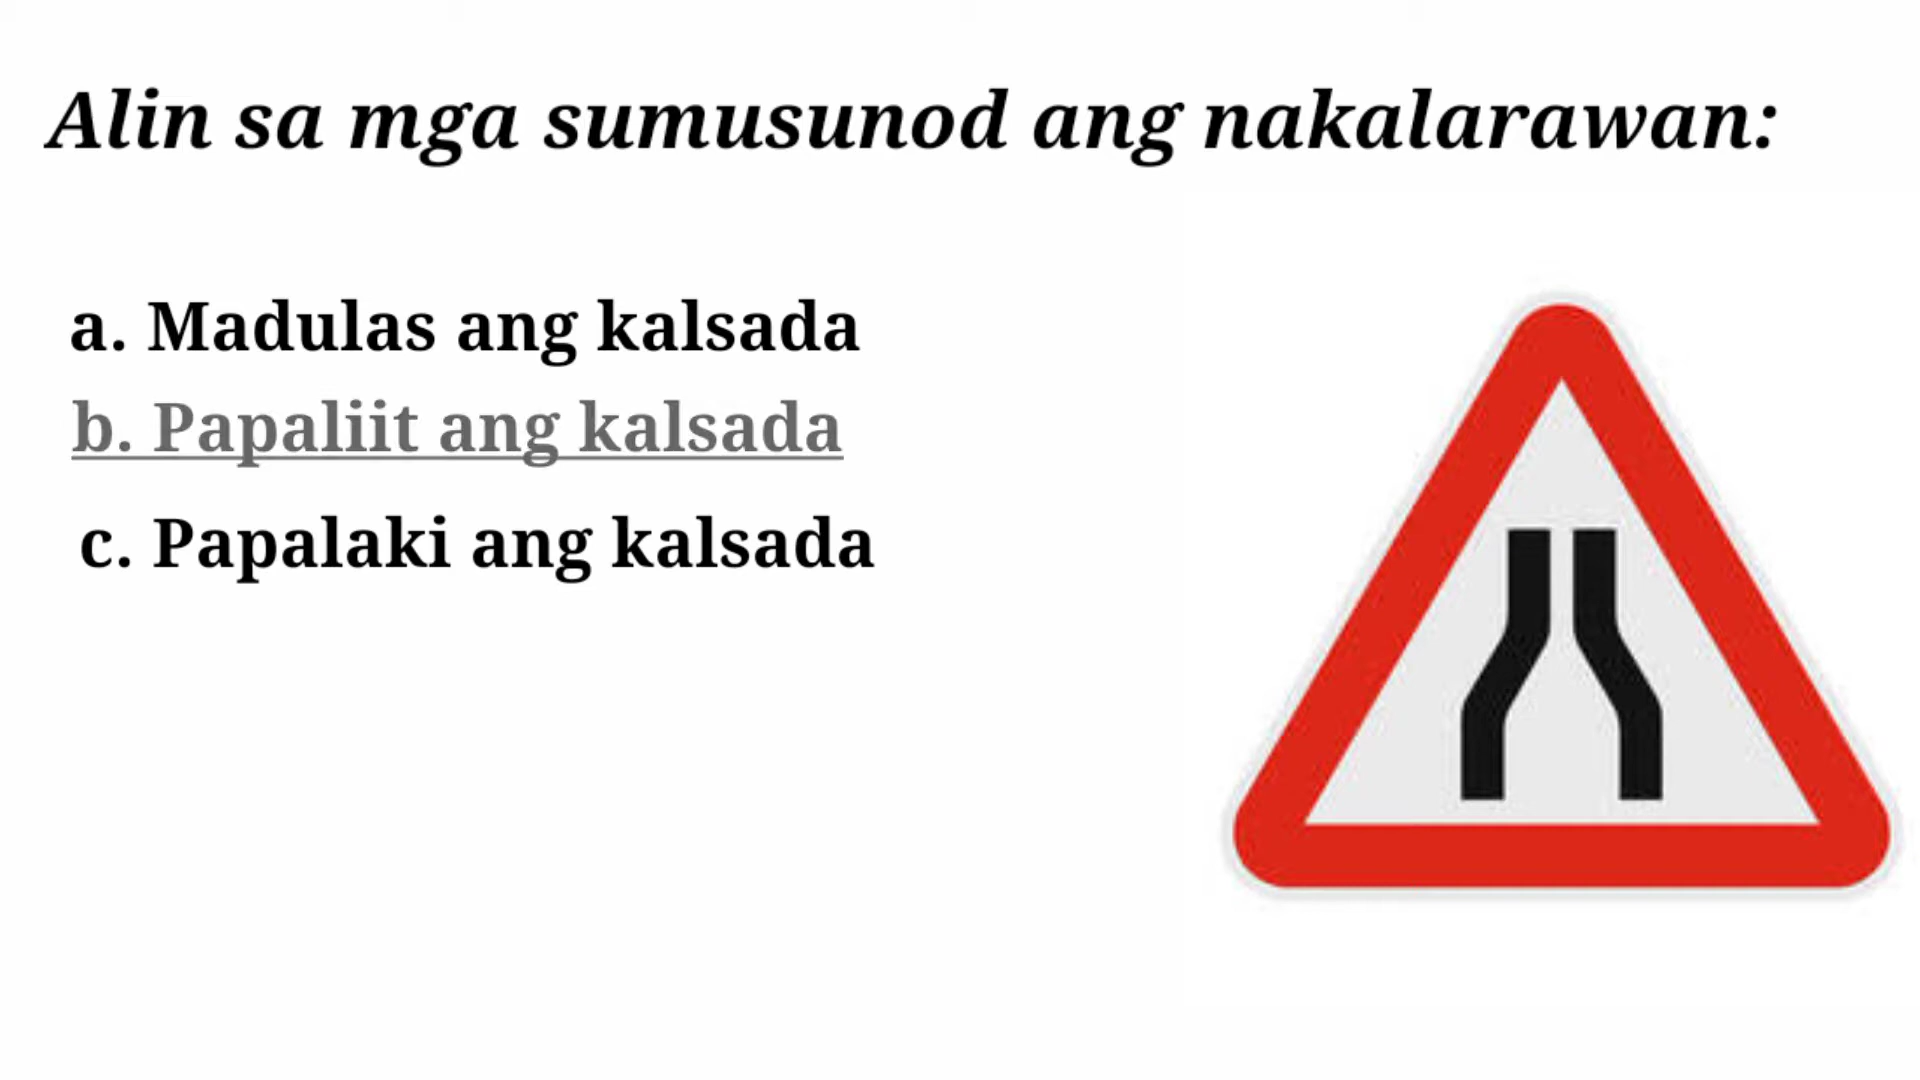 Alin sa mga sumusunod ang nakalarawan:
a. Madulas ang kalsada
b. Papaliit ang kalsada
c. Papalaki ang kalsada